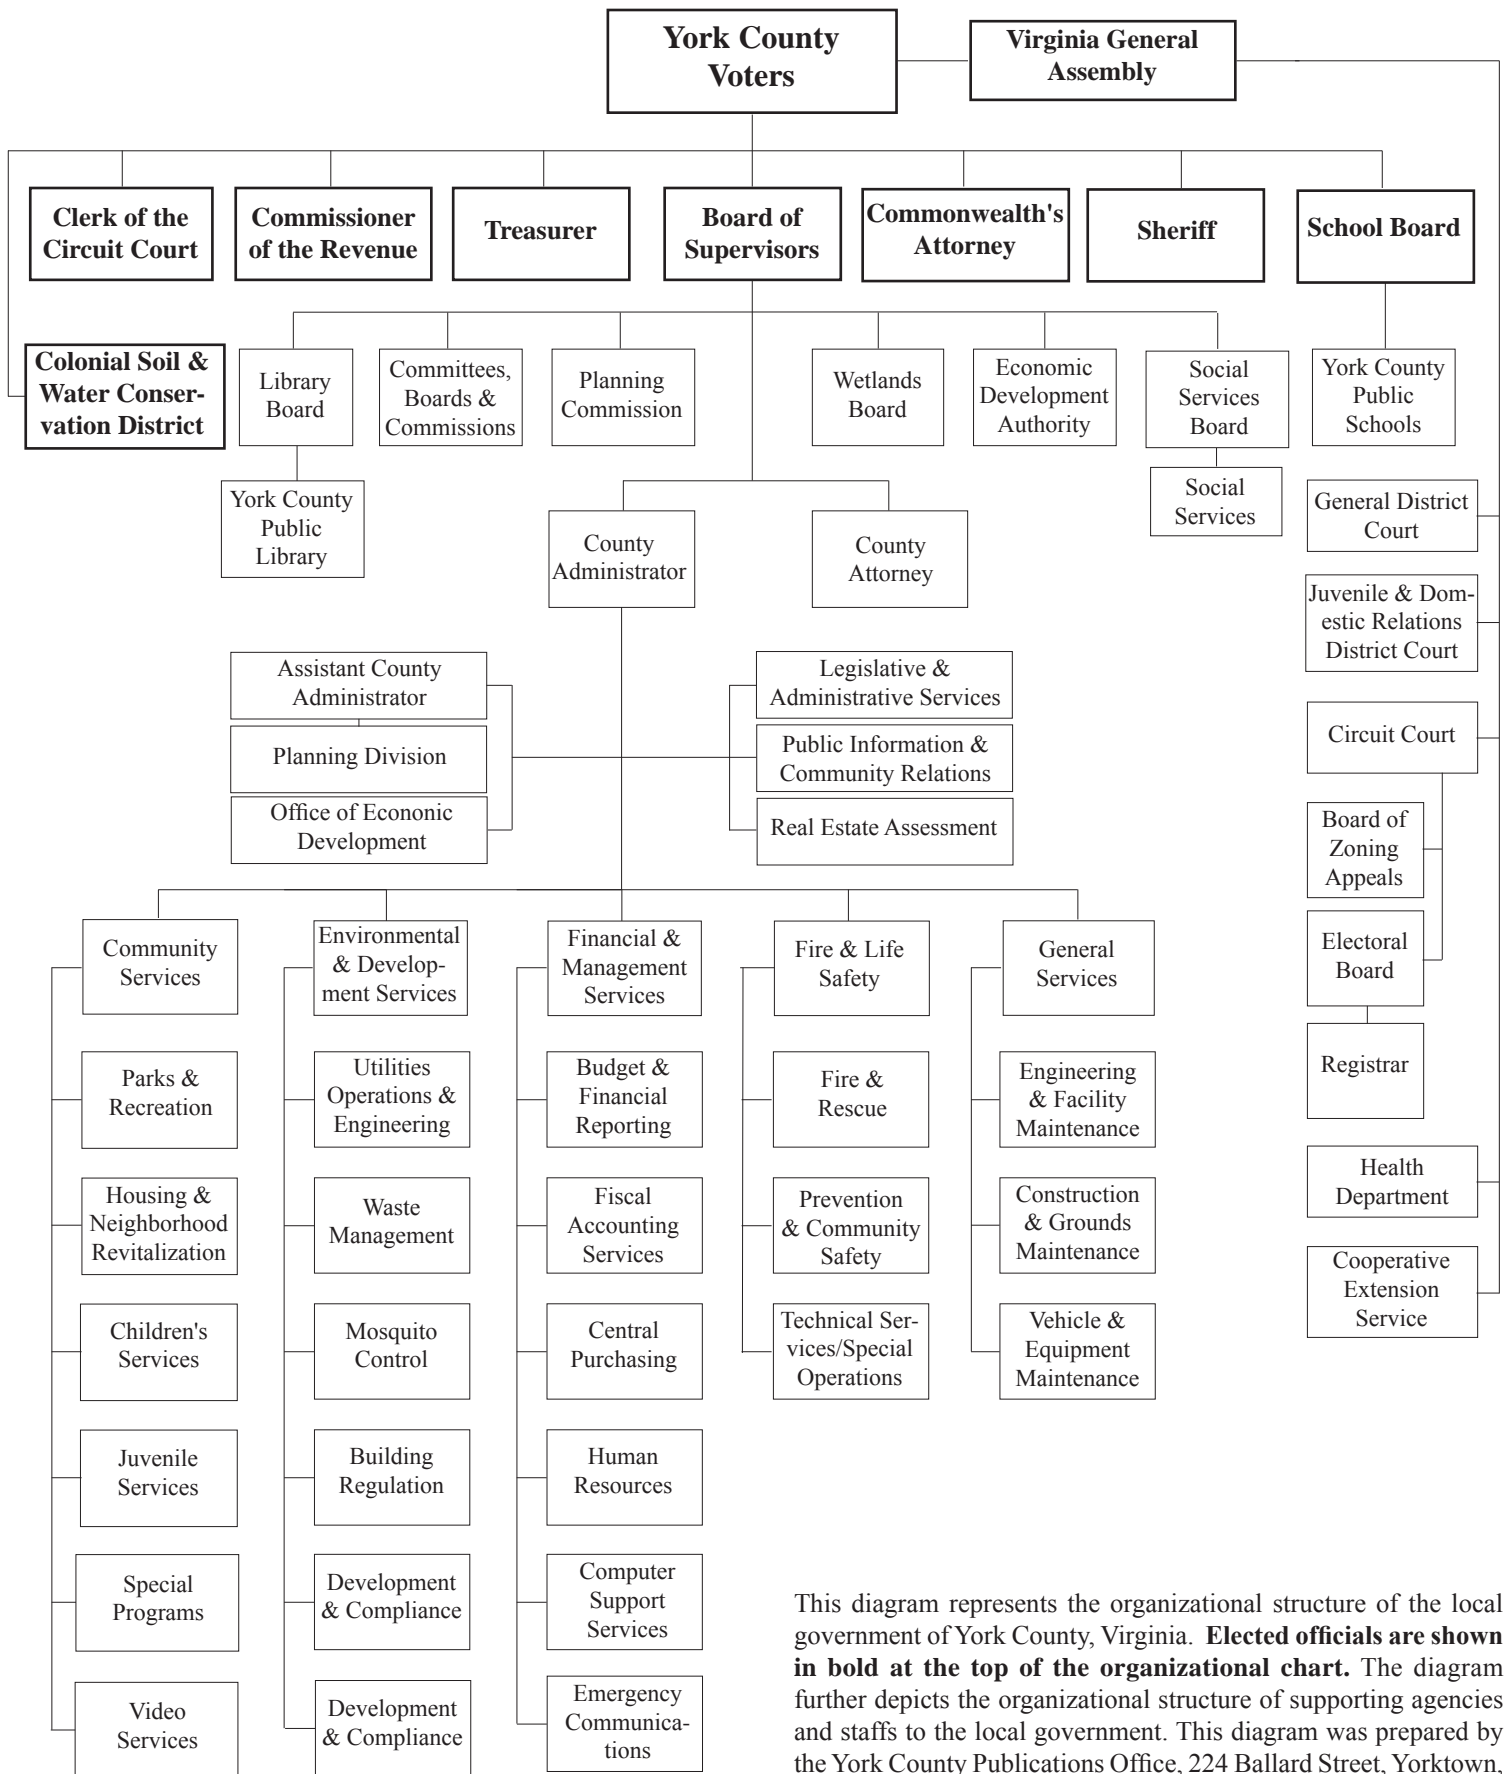 York County
Voters
Virginia General
Assembly
Clerk of the
Circuit Court
Commissioner
of the Revenue
Treasurer
Board of
Supervisors
Commonwealth's
Attorney
Sheriff
School Board
Colonial Soil &
Water Conser-
vation District
Library
Board
Committees,
Boards &
Commissions
Planning
Commission
Wetlands
Board
Economic
Development
Authority
Social
Services
Board
York County
Public
Schools
York County
Public
Library
Social
Services
County
Administrator
County
Attorney
General District
Court
Juvenile & Dom-
estic Relations
District Court
Circuit Court
Board of
Zoning
Appeals
Electoral
Board
Registrar
Health
Department
Cooperative
Extension
Service
Assistant County
Administrator
Planning Division
Office of Econonic
Development
Legislative &
Administrative Services
Public Information &
Community Relations
Real Estate Assessment
Community
Services
Parks &
Recreation
Housing &
Neighborhood
Revitalization
Children's
Services
Juvenile
Services
Special
Programs
Video
Services
Environmental
& Develop-
ment Services
Utilities
Operations &
Engineering
Waste
Management
Mosquito
Control
Building
Regulation
Development
& Compliance
Development
& Compliance
Financial &
Management
Services
Budget &
Financial
Reporting
Fiscal
Accounting
Services
Central
Purchasing
Human
Resources
Computer
Support
Services
Emergency
Communica-
tions
Fire & Life
Safety
Fire &
Rescue
Prevention
& Community
Safety
Technical Ser-
vices/Special
Operations
General
Services
Engineering
& Facility
Maintenance
Construction
& Grounds
Maintenance
Vehicle &
Equipment
Maintenance
This diagram represents the organizational structure of the local
government of York County, Virginia. Elected officials are shown
in bold at the top of the organizational chart. The diagram
further depicts the organizational structure of supporting agencies
and staffs to the local government. This diagram was prepared by
the York County Publications Office, 224 Ballard Street, Yorktown,